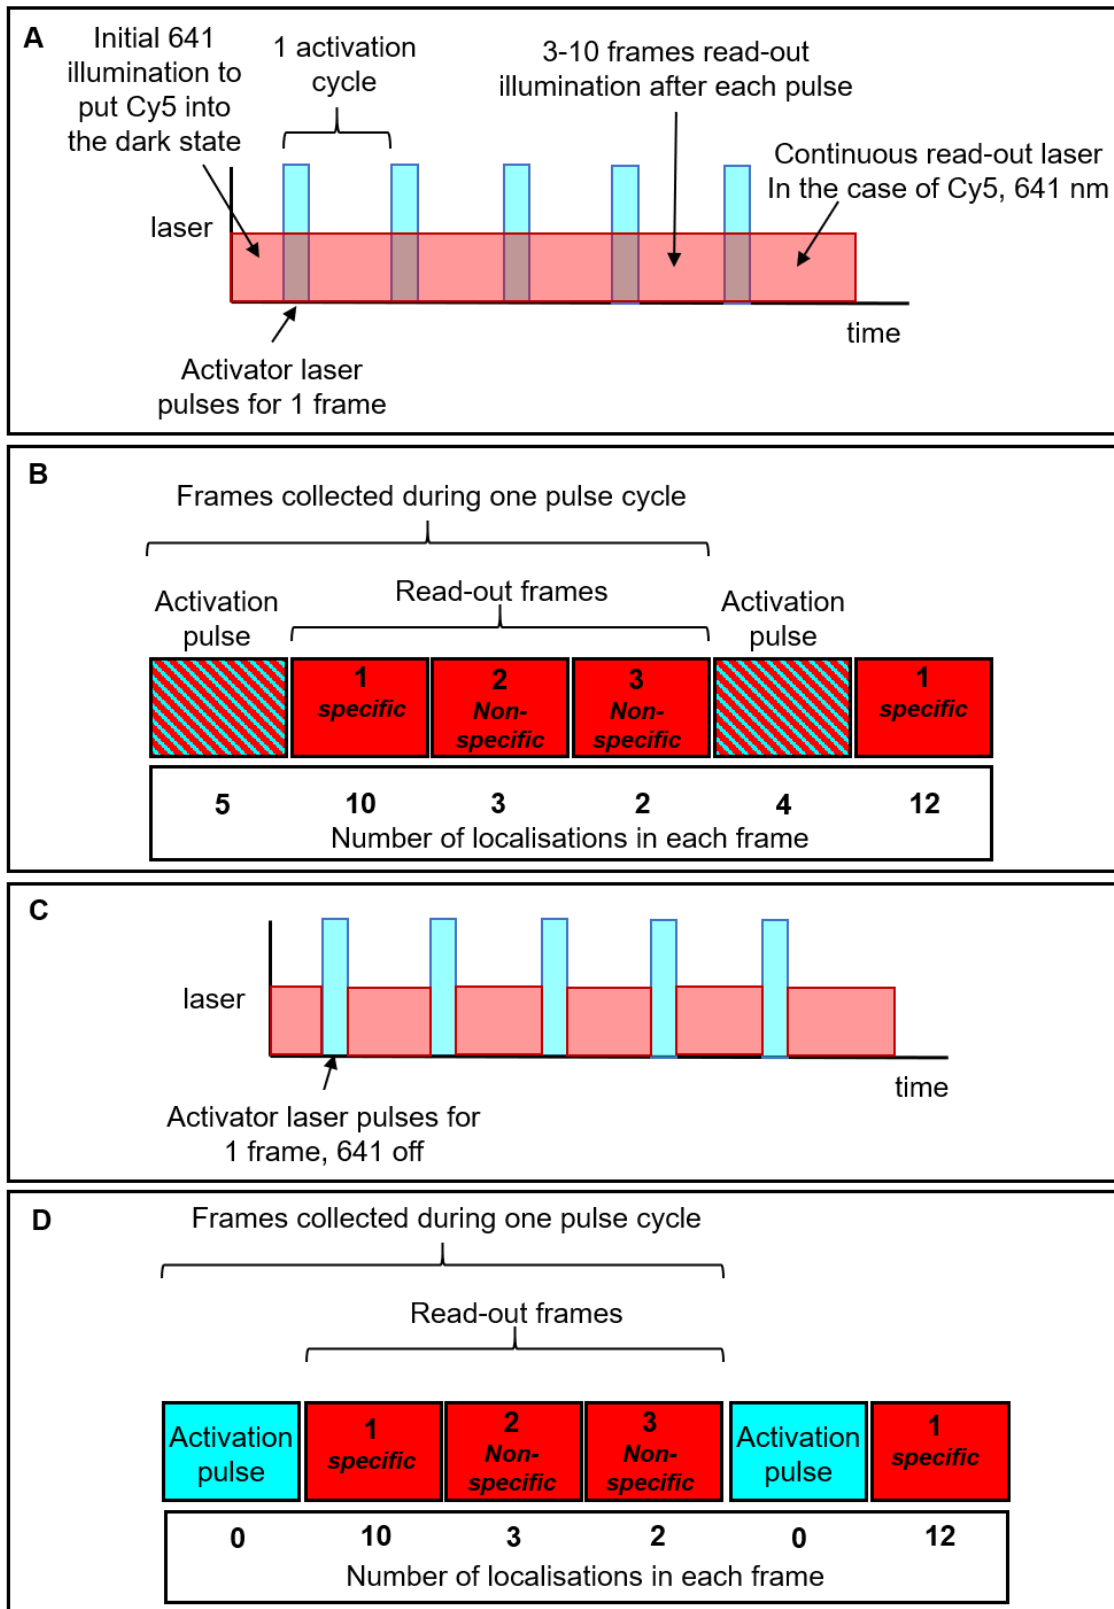 A
Initial 641
illumination to
put Cy5 into
the dark state
1 activation
cycle
3-10 frames read-out
illumination after each pulse
Continuous read-out laser
In the case of Cy5, 641 nm
laser
time
Activator laser
pulses for 1 frame
B
Frames collected during one pulse cycle
Activation
pulse
Read-out frames
Activation
pulse
1
specific
2
Non-
specific
3
Non-
specific
1
specific
5 10 3 2 4 12
Number of localisations in each frame
C
laser
time
Activator laser pulses for
1 frame, 641 off
D
Frames collected during one pulse cycle
Read-out frames
Activation
pulse
1
specific
2
Non-
specific
3
Non-
specific
Activation
pulse
1
specific
0 10 3 2 0 12
Number of localisations in each frame